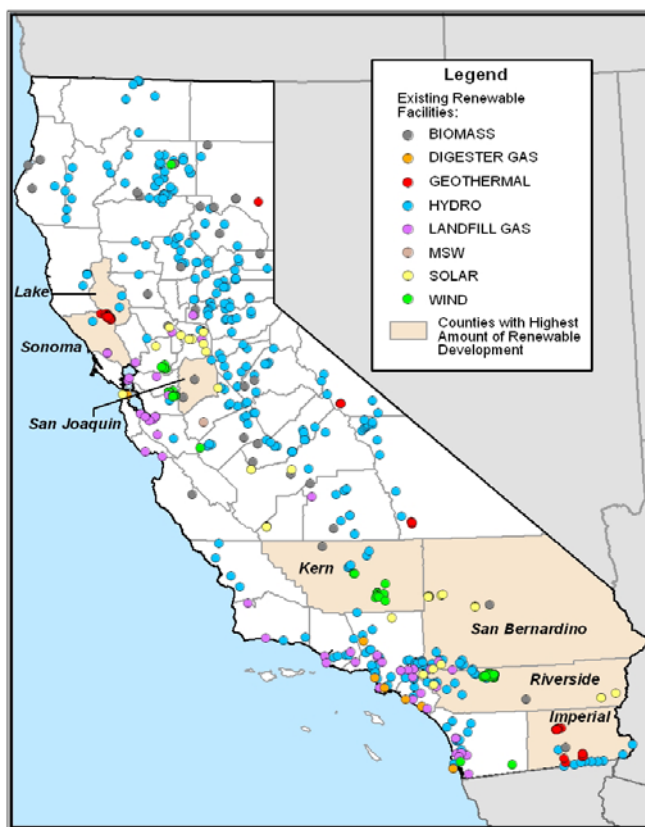 Legend
Existing Renewable
Facilities:
BIOMASS
DIGESTER GAS
GEOTHERMAL
HYDRO
LANDFILL GAS
MSW
SOLAR
WIND
Counties with Highest
Amount of Renewable
Development
Lake
Sonoma
San Joaquin
Kern
San Bernardino
Riverside
Imperial